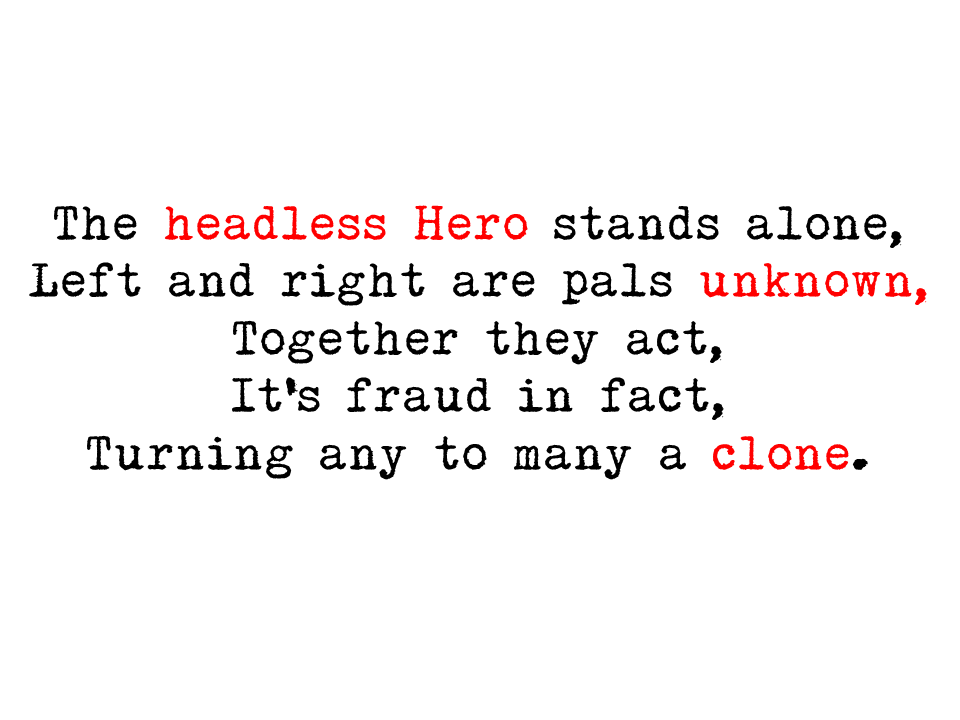 The headless Hero stands alone,
Left and right are pals unknown,
Together they act,
It's fraud in fact,
Turning any to many a clone.